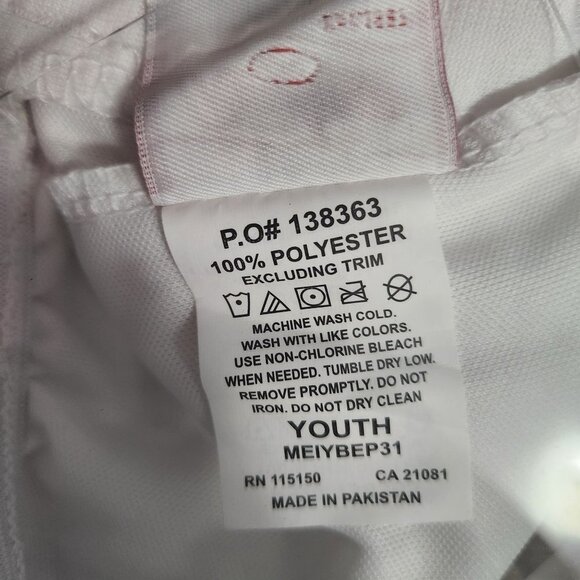 P.O# 138363
100% POLYESTER
EXCLUDING TRIM
MACHINE WASH COLD.
WASH WITH LIKE COLORS.
USE NON-CHLORINE BLEACH
WHEN NEEDED. TUMBLE DRY LOW.
REMOVE PROMPTLY. DO NOT
IRON. DO NOT DRY CLEAN
YOUTH
MEIYBEP31
RN 115150 CA 21081
MADE IN PAKISTAN